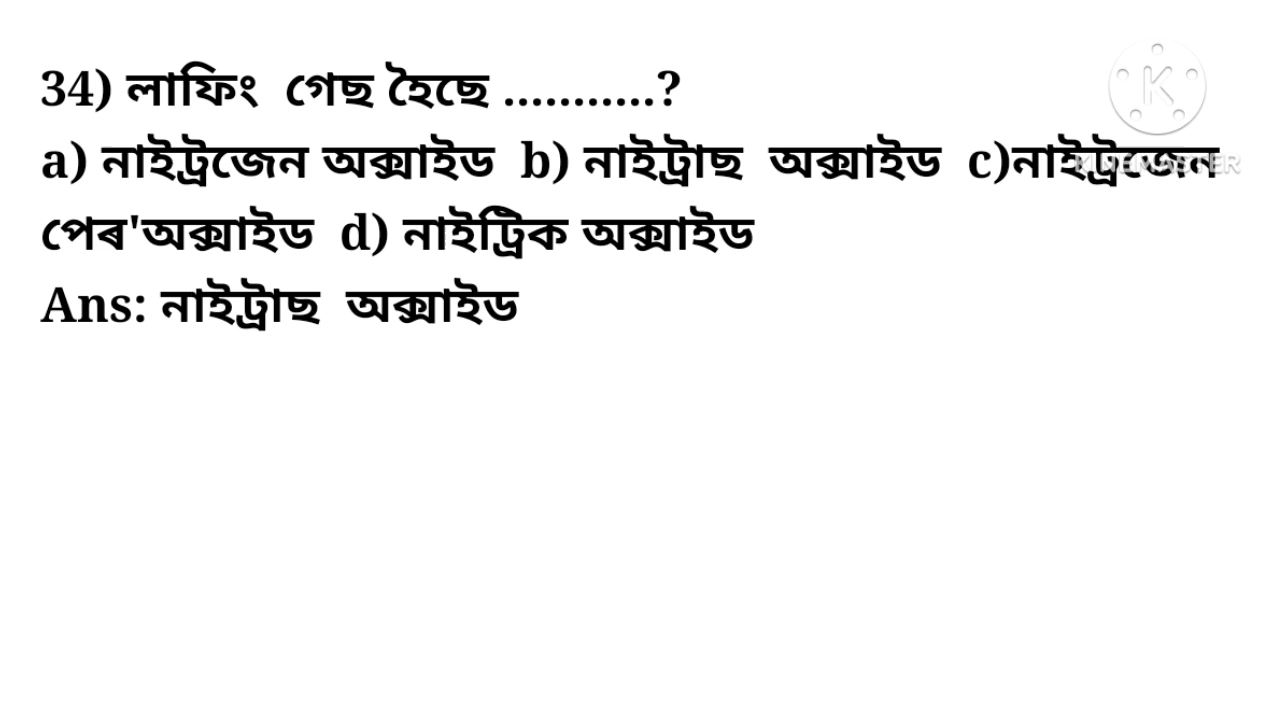 34) লাফিং  গেছ হৈছে ...........?
a) নাইট্ৰজেন অক্সাইড  b) নাইট্ৰাছ  অক্সাইড  c)নাইট্ৰজেন
পেৰ'অক্সাইড  d) নাইট্ৰিক অক্সাইড
Ans: নাইট্ৰাছ  অক্সাইড
K
KINEMASTER